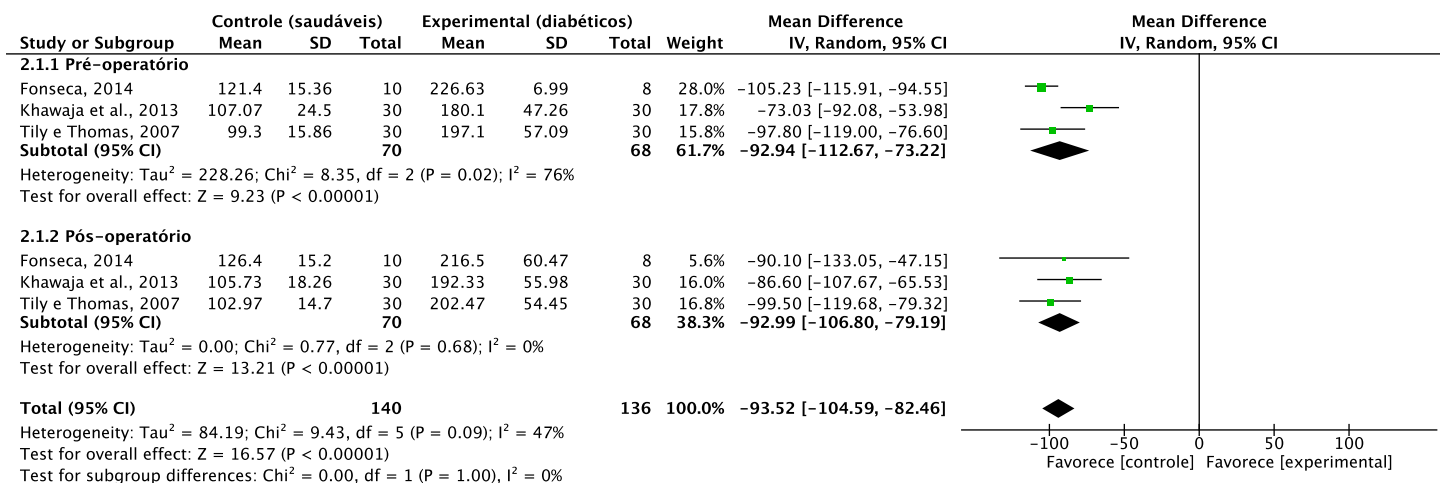 Controle (saudáveis) Experimental (diabéticos) Mean Difference Mean Difference
Study or Subgroup Mean SD Total Mean SD Total Weight IV, Random, 95% CI IV, Random, 95% CI
2.1.1 Pré-operatório
Fonseca, 2014 121.4 15.36 10 226.63 6.99 8 28.0% -105.23 [-115.91, -94.55]
Khawaja et al., 2013 107.07 24.5 30 180.1 47.26 30 17.8% -73.03 [-92.08, -53.98]
Tily e Thomas, 2007 99.3 15.86 30 197.1 57.09 30 15.8% -97.80 [-119.00, -76.60]
Subtotal (95% CI) 70 68 61.7% -92.94 [-112.67, -73.22]
Heterogeneity: Tau² = 228.26; Chi² = 8.35, df = 2 (P = 0.02); I² = 76%
Test for overall effect: Z = 9.23 (P < 0.00001)
2.1.2 Pós-operatório
Fonseca, 2014 126.4 15.2 10 216.5 60.47 8 5.6% -90.10 [-133.05, -47.15]
Khawaja et al., 2013 105.73 18.26 30 192.33 55.98 30 16.0% -86.60 [-107.67, -65.53]
Tily e Thomas, 2007 102.97 14.7 30 202.47 54.45 30 16.8% -99.50 [-119.68, -79.32]
Subtotal (95% CI) 70 68 38.3% -92.99 [-106.80, -79.19]
Heterogeneity: Tau² = 0.00; Chi² = 0.77, df = 2 (P = 0.68); I² = 0%
Test for overall effect: Z = 13.21 (P < 0.00001)
Total (95% CI) 140 136 100.0% -93.52 [-104.59, -82.46]
Heterogeneity: Tau² = 84.19; Chi² = 9.43, df = 5 (P = 0.09); I² = 47%
Test for overall effect: Z = 16.57 (P < 0.00001)
Test for subgroup differences: Chi² = 0.00, df = 1 (P = 1.00), I² = 0%
-100 -50 0 50 100
Favorece [controle] Favorece [experimental]